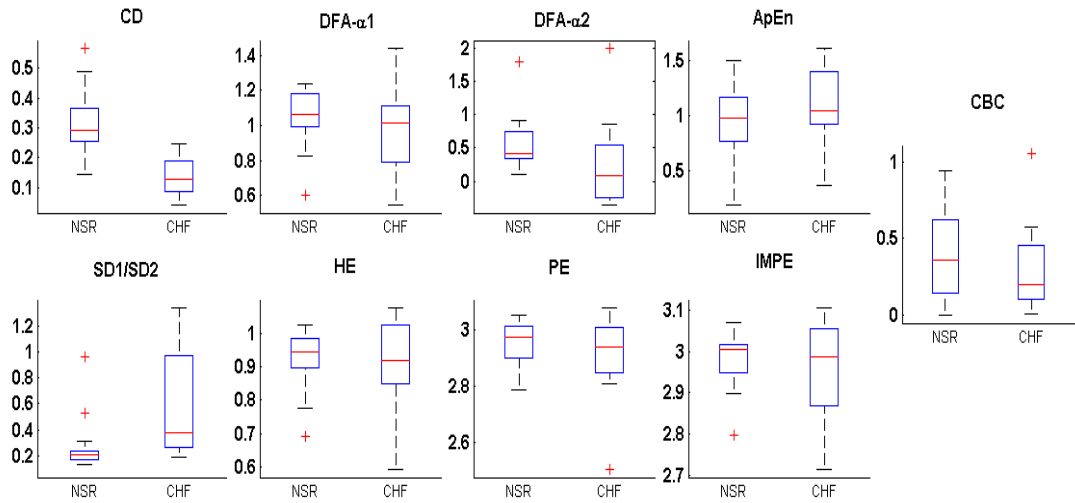 CD
0.5
0.4
0.3
0.2
0.1
NSR
CHF
DFA-α1
1.4
1.2
1
0.8
0.6
NSR
CHF
DFA-α2
2
1.5
1
0.5
0
NSR
CHF
ApEn
1.5
1
0.5
NSR
CHF
CBC
1
0.5
0
NSR
CHF
SD1/SD2
1.2
1
0.8
0.6
0.4
0.2
NSR
CHF
HE
1
0.9
0.8
0.7
0.6
NSR
CHF
PE
3
2.8
2.6
NSR
CHF
IMPE
3.1
3
2.9
2.8
2.7
NSR
CHF